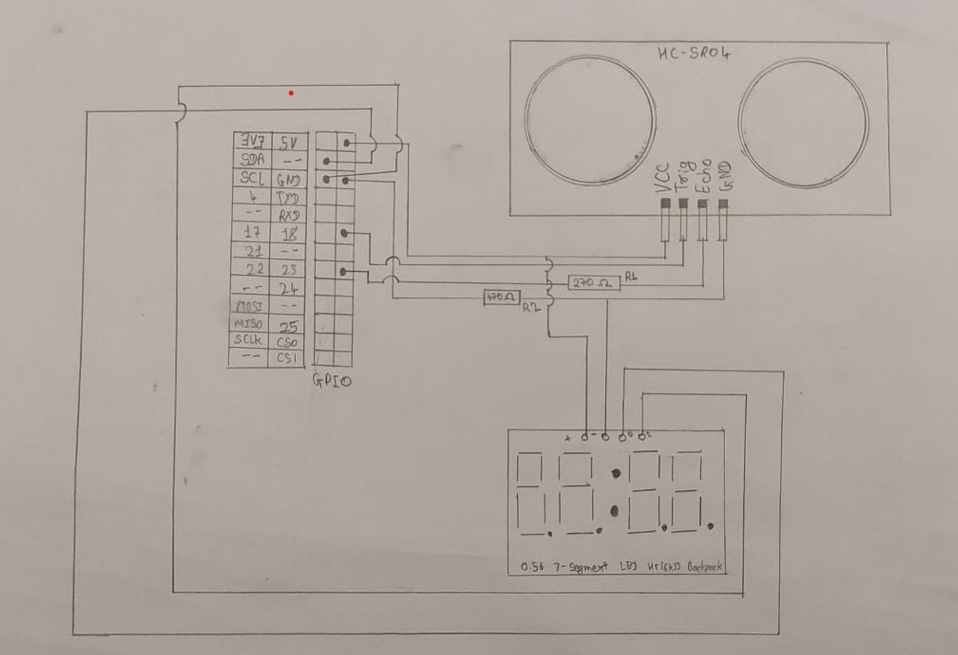 HC-SR04
VCC
Trig
Echo
GND
3V3 5V
SDA --
SCL GND
4 TXD
-- RXD
17 18
21 --
22 23
-- 24
MOSI --
MISO 25
SCLK CS0
-- CS1
GPIO
270 Ω R1
470Ω R2
+ - D C
0.56 7-Segment LED HT16K33 Backpack